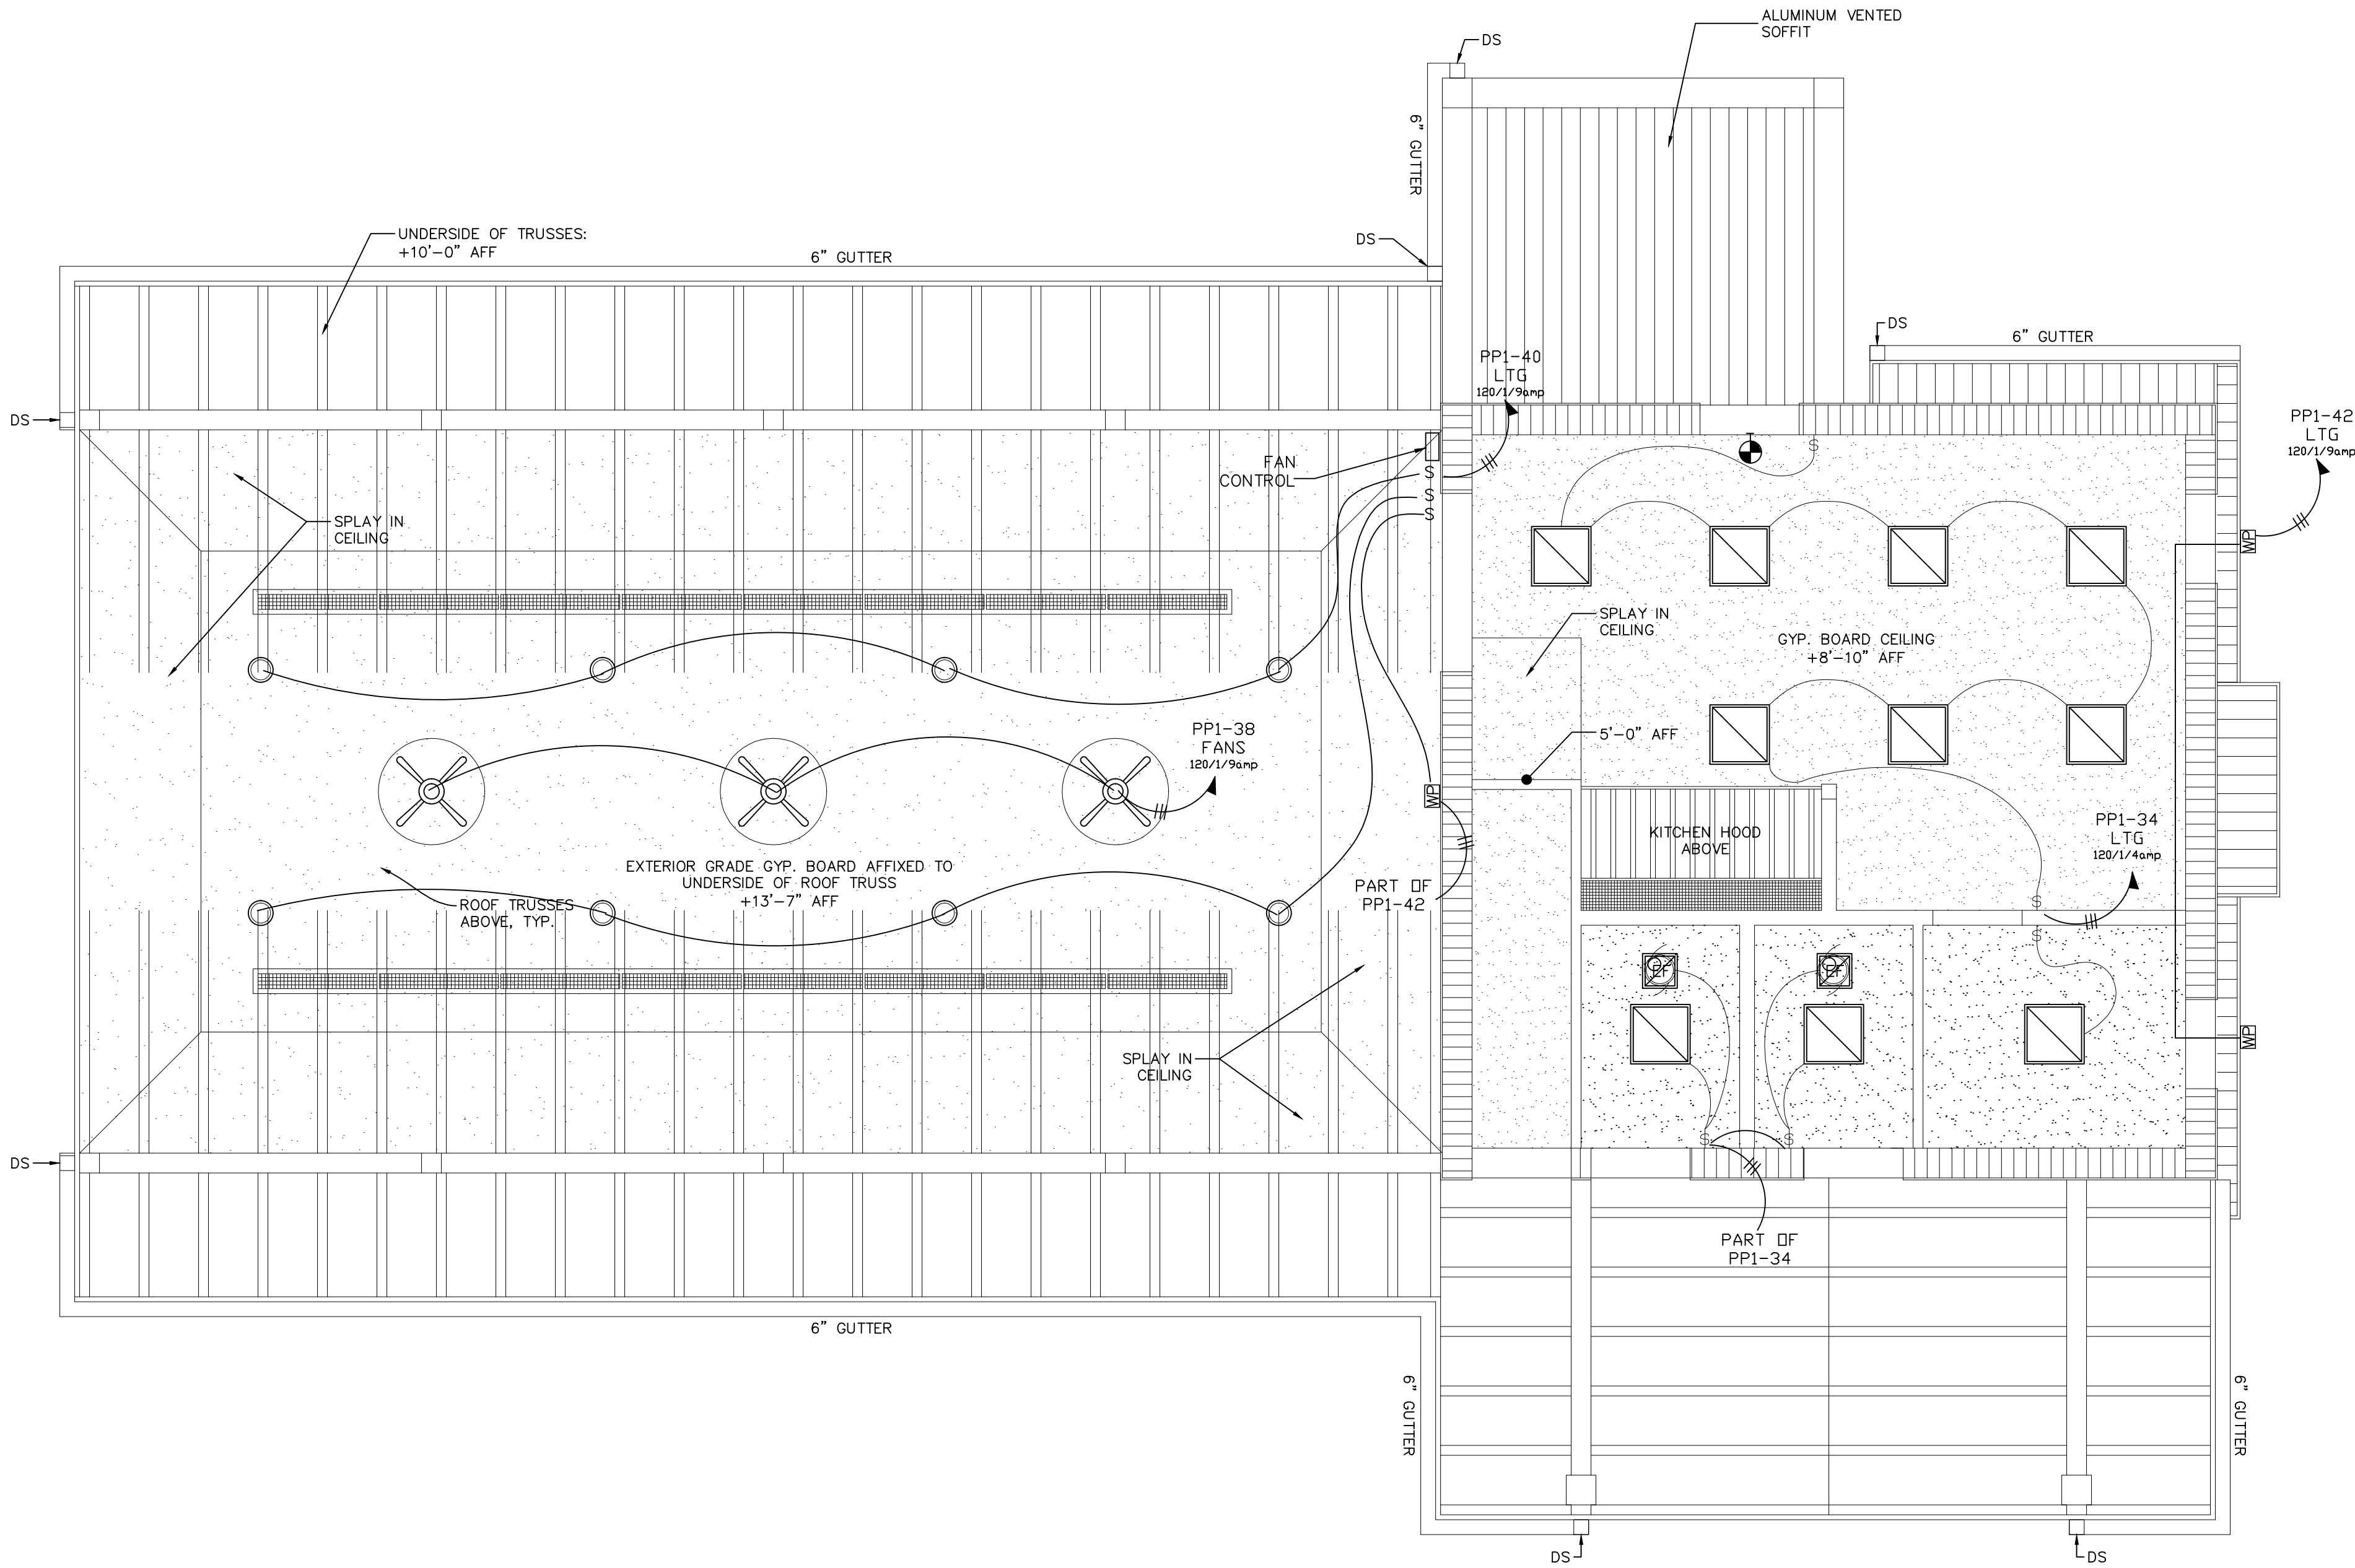 ALUMINUM VENTED
SOFFIT
DS
6" GUTTER
UNDERSIDE OF TRUSSES:
+10'-0" AFF
6" GUTTER
DS
DS
6" GUTTER
PP1-40
LTG
120/1/9amp
DS
PP1-42
LTG
120/1/9amp
FAN
CONTROL
S
S
S
S
SPLAY IN
CEILING
WP
SPLAY IN
CEILING
GYP. BOARD CEILING
+8'-10" AFF
PP1-38
FANS
120/1/9amp
5'-0" AFF
WP
KITCHEN HOOD
ABOVE
PP1-34
LTG
120/1/4amp
EXTERIOR GRADE GYP. BOARD AFFIXED TO
UNDERSIDE OF ROOF TRUSS
+13'-7" AFF
PART OF
PP1-42
ROOF TRUSSES
ABOVE, TYP.
S
S
EF
EF
WP
SPLAY IN
CEILING
S
S
DS
PART OF
PP1-34
6" GUTTER
6" GUTTER
6" GUTTER
DS
DS